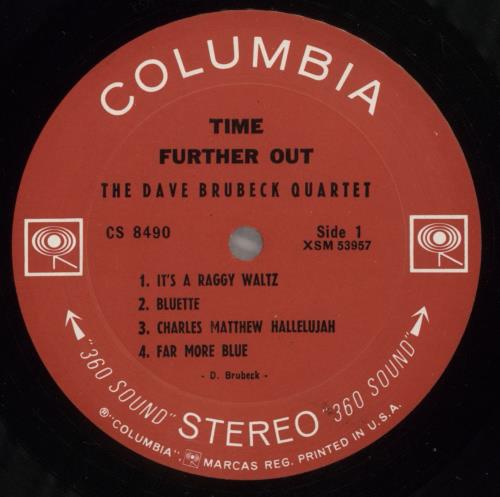 COLUMBIA
TIME
FURTHER OUT
THE DAVE BRUBECK QUARTET
CS 8490
Side 1
XSM 53957
1. IT'S A RAGGY WALTZ
2. BLUETTE
3. CHARLES MATTHEW HALLELUJAH
4. FAR MORE BLUE
- D. Brubeck -
"360 SOUND" STEREO "360 SOUND"
®"COLUMBIA", MARCAS REG. PRINTED IN U.S.A.